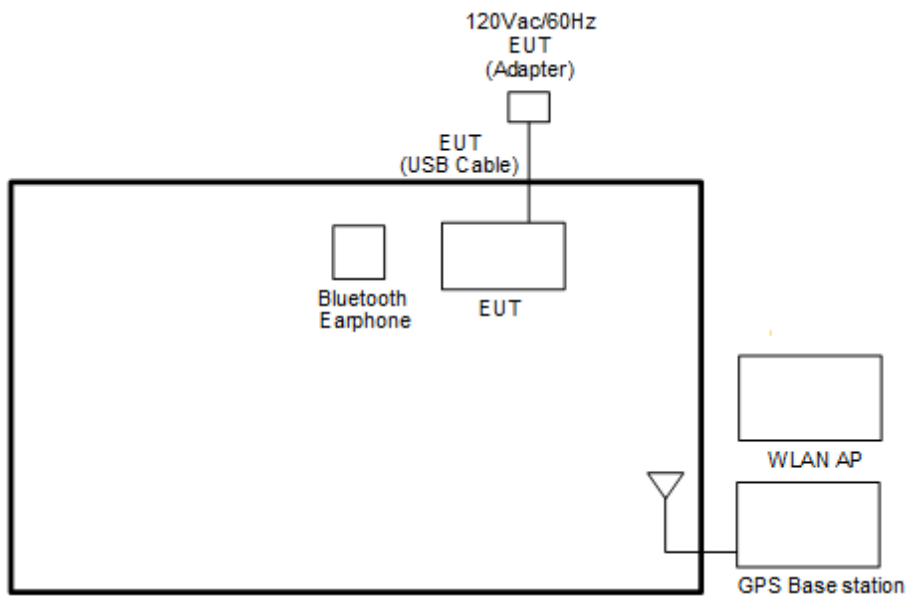 120Vac/60Hz
EUT
(Adapter)
EUT
(USB Cable)
Bluetooth
Earphone
EUT
WLAN AP
GPS Base station